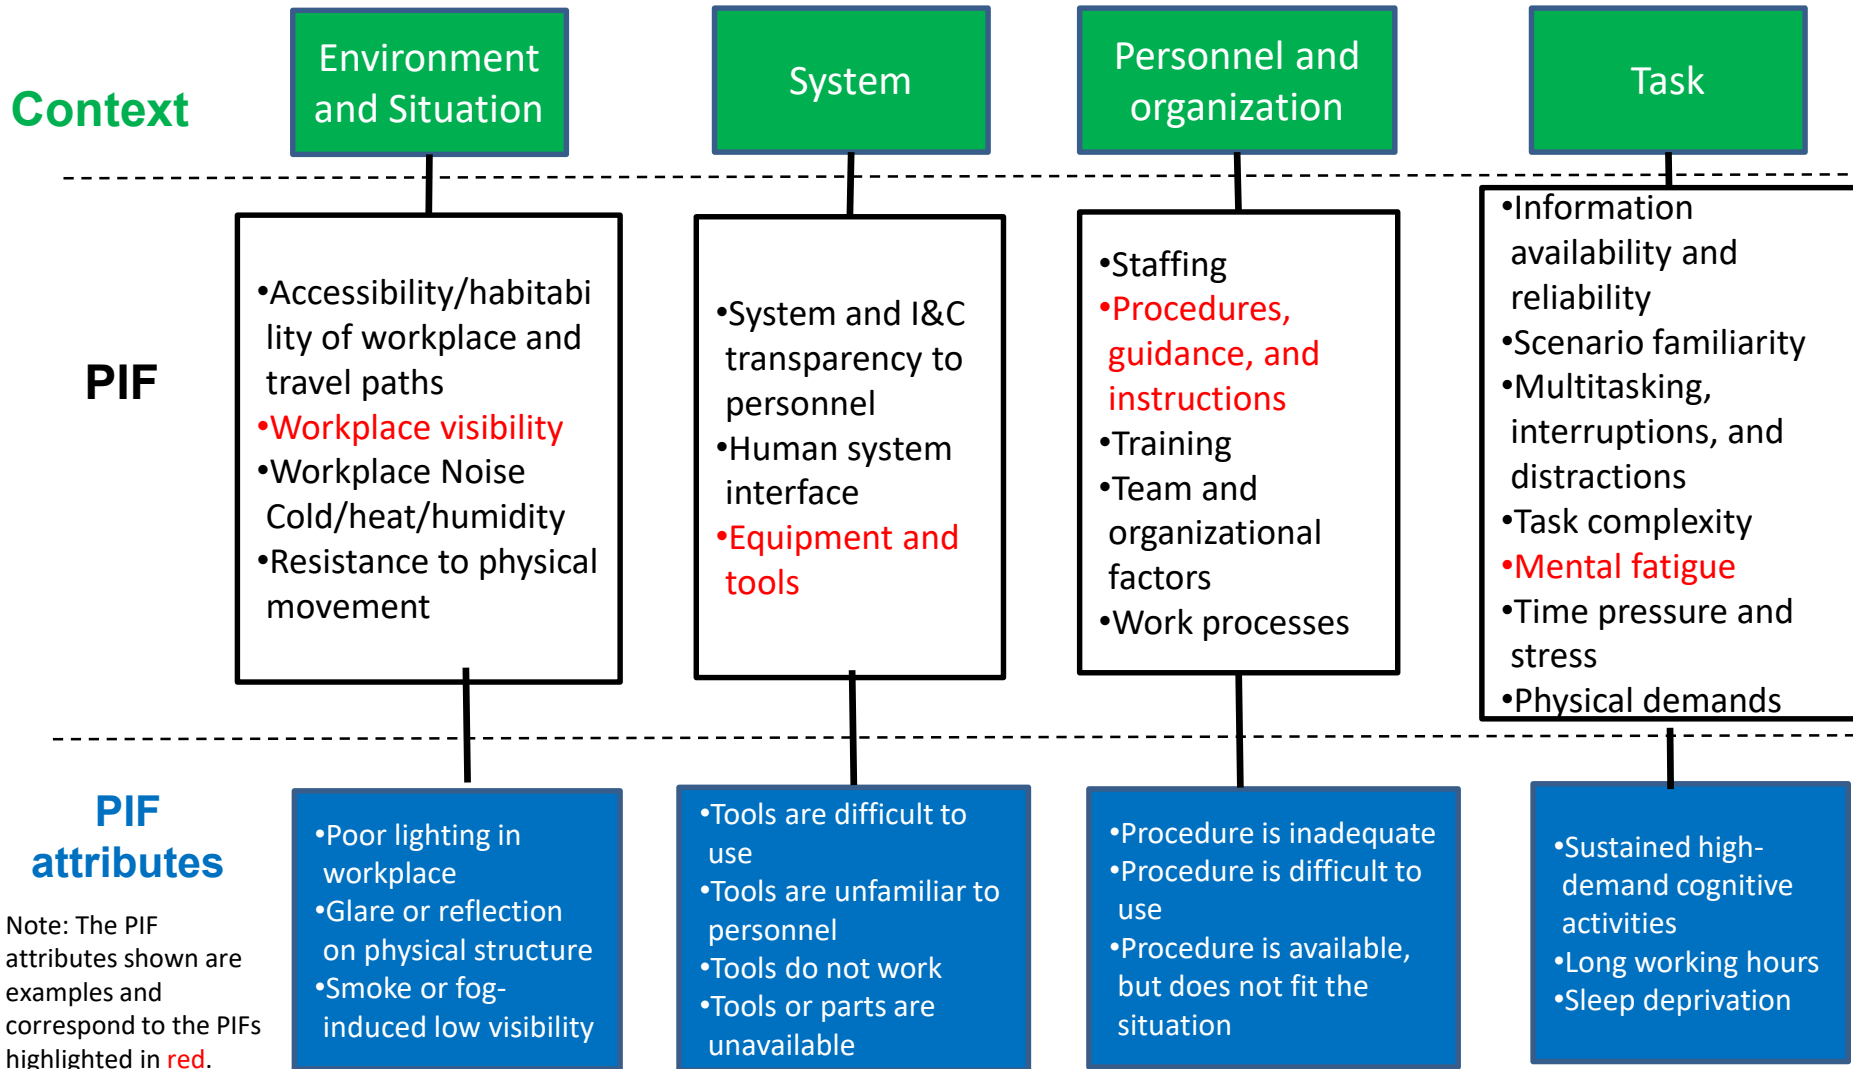 Context
Environment
and Situation
System
Personnel and
organization
Task
PIF
•Accessibility/habitabi
lity of workplace and
travel paths
•Workplace visibility
•Workplace Noise
Cold/heat/humidity
•Resistance to physical
movement
•System and I&C
transparency to
personnel
•Human system
interface
•Equipment and
tools
•Staffing
•Procedures,
guidance, and
instructions
•Training
•Team and
organizational
factors
•Work processes
•Information
availability and
reliability
•Scenario familiarity
•Multitasking,
interruptions, and
distractions
•Task complexity
•Mental fatigue
•Time pressure and
stress
•Physical demands
PIF
attributes
Note: The PIF
attributes shown are
examples and
correspond to the PIFs
highlighted in red.
•Poor lighting in
workplace
•Glare or reflection
on physical structure
•Smoke or fog-
induced low visibility
•Tools are difficult to
use
•Tools are unfamiliar to
personnel
•Tools do not work
•Tools or parts are
unavailable
•Procedure is inadequate
•Procedure is difficult to
use
•Procedure is available,
but does not fit the
situation
•Sustained high-
demand cognitive
activities
•Long working hours
•Sleep deprivation